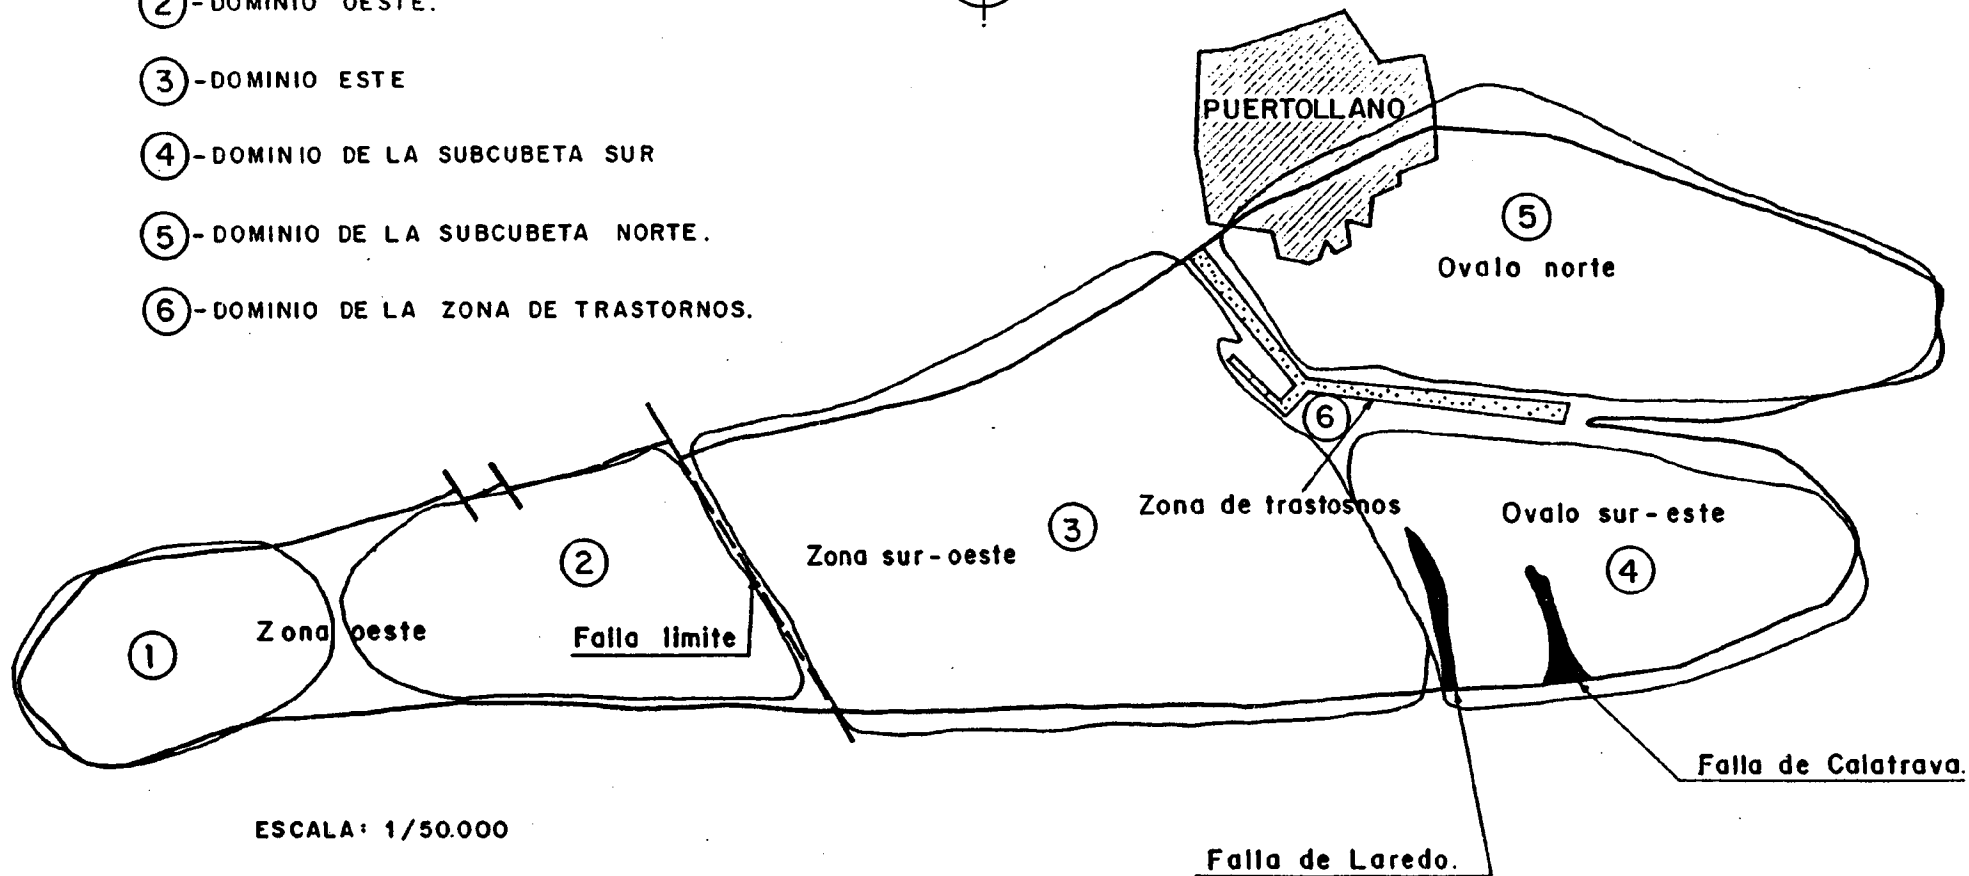 2 - DOMINIO OESTE.
3 - DOMINIO ESTE
4 - DOMINIO DE LA SUBCUBETA SUR
5 - DOMINIO DE LA SUBCUBETA NORTE.
6 - DOMINIO DE LA ZONA DE TRASTORNOS.
PUERTOLLANO
5
Ovalo norte
6
Zona de trastosnos
Ovalo sur-este
4
3
Zona sur-oeste
2
Falla limite
Zona oeste
1
Falla de Calatrava.
ESCALA: 1/50.000
Falla de Laredo.